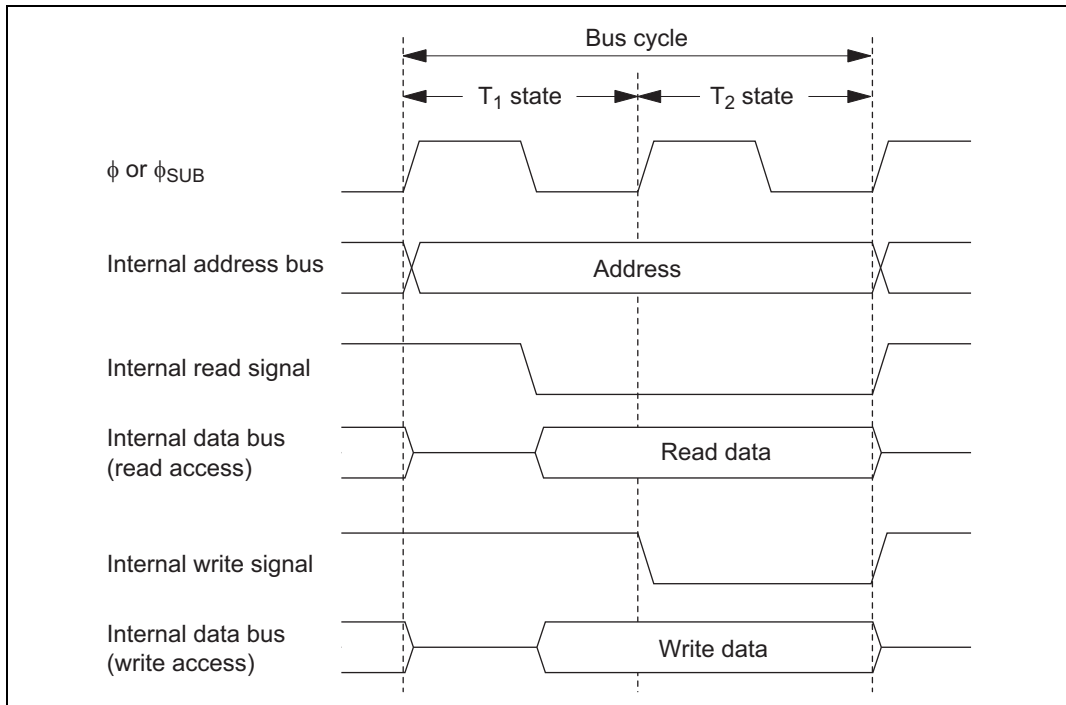 Bus cycle
T₁ state
T₂ state
ϕ or ϕSUB
Internal address bus
Address
Internal read signal
Internal data bus
(read access)
Read data
Internal write signal
Internal data bus
(write access)
Write data